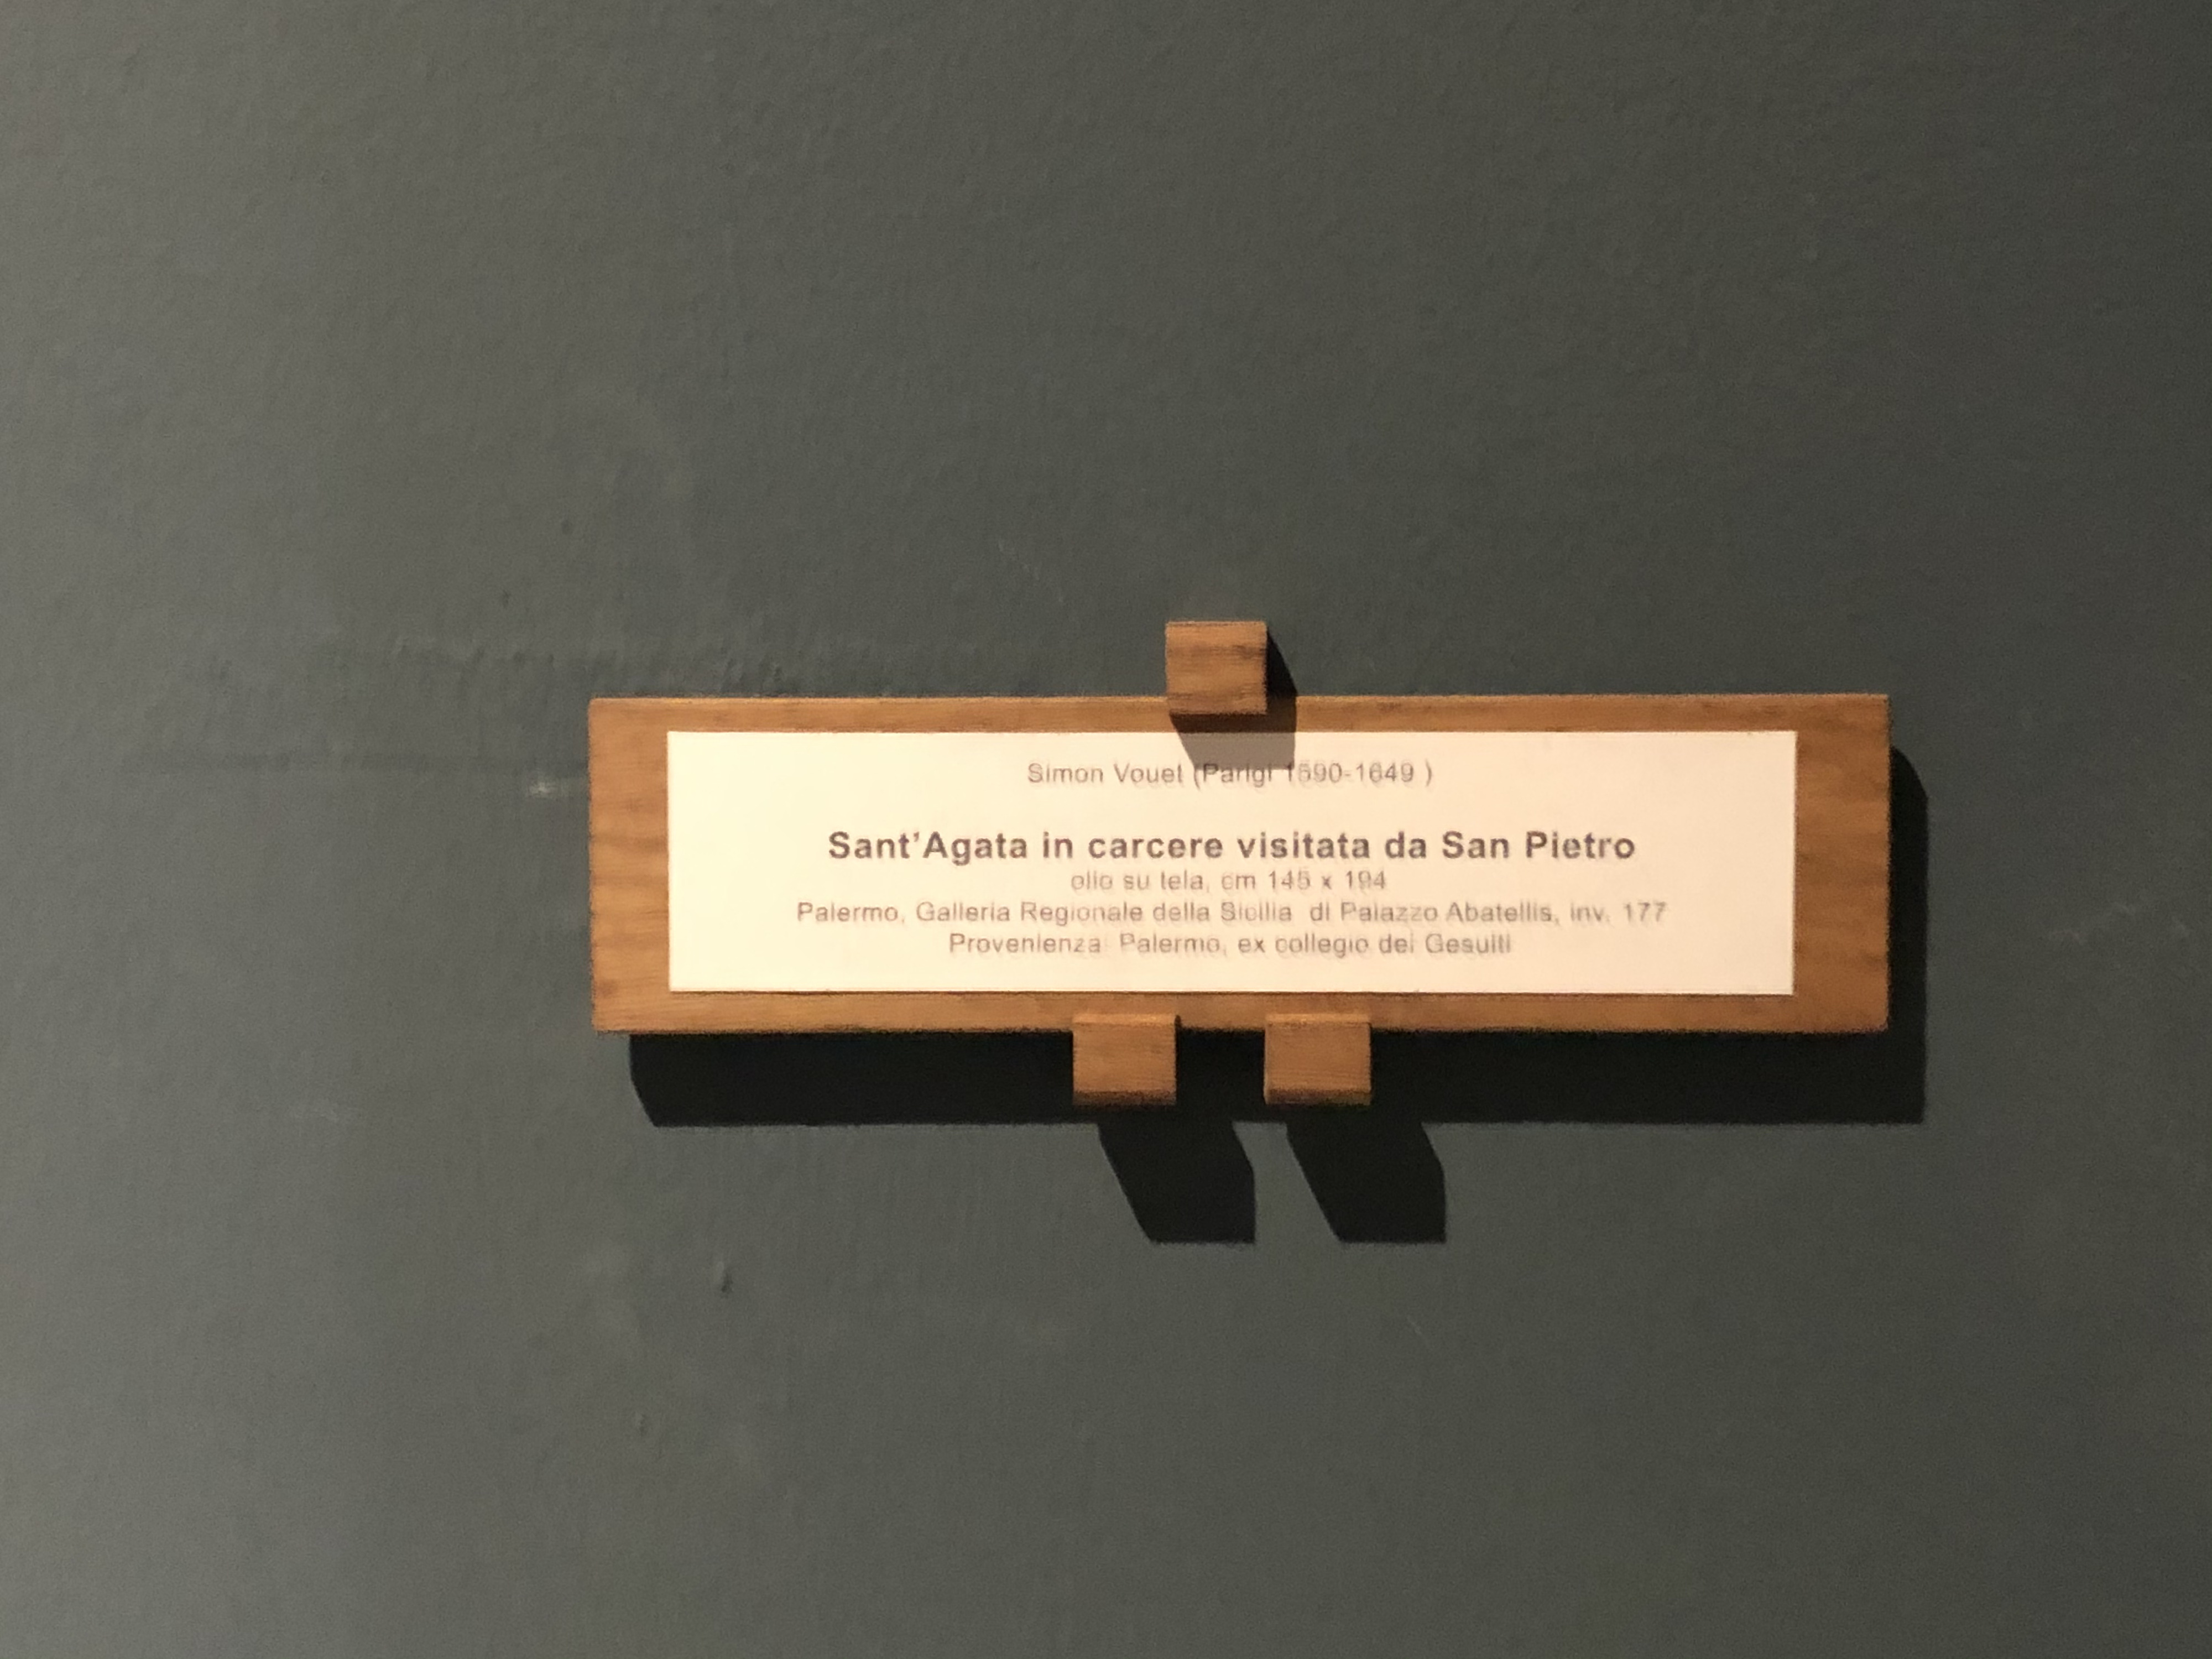 Simon Vouet (Parigi 1590-1649 )
Sant'Agata in carcere visitata da San Pietro
olio su tela, cm 145 x 194
Palermo, Galleria Regionale della Sicilia di Palazzo Abatellis, inv. 177
Provenienza Palermo, ex collegio dei Gesuiti